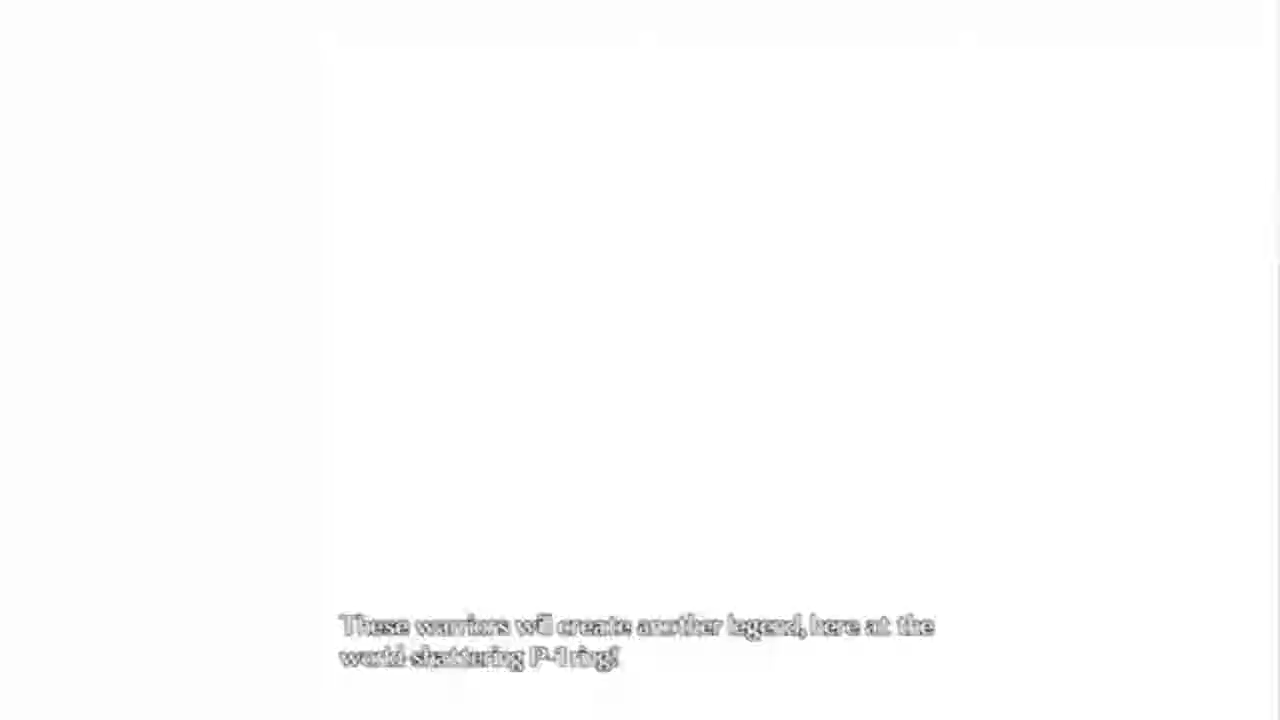 These warriors will create another legend, here at the
world shattering P-1 ring!